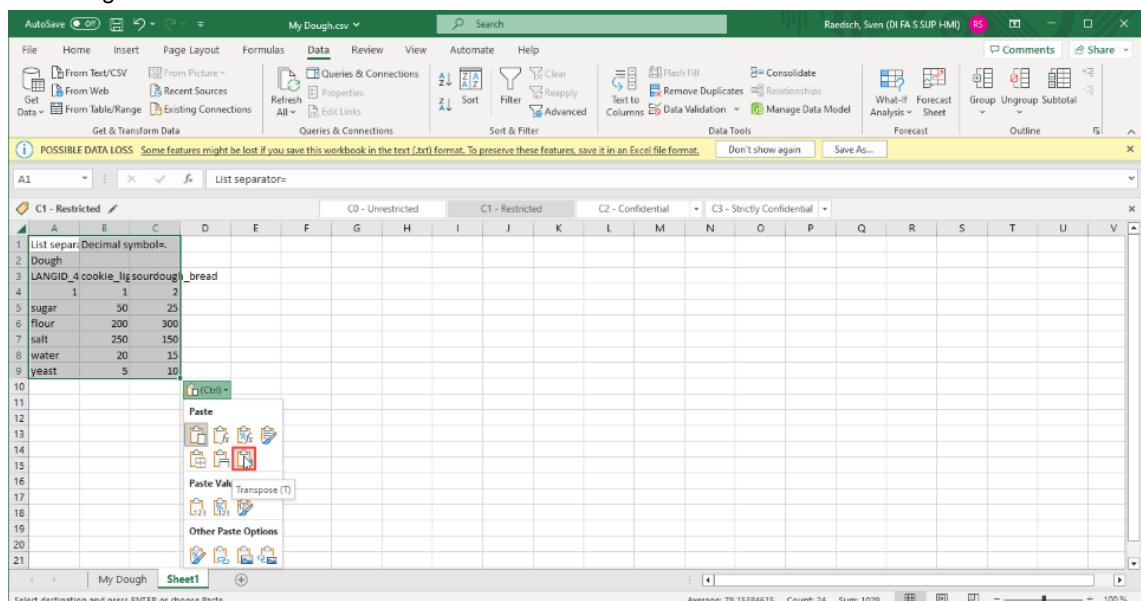 AutoSave Off My Dough.csv Search Raedsch, Sven (DI FA S SUP HMI) RS
File Home Insert Page Layout Formulas Data Review View Automate Help Comments Share
Get Data
From Text/CSV
From Web
From Table/Range
From Picture
Recent Sources
Existing Connections
Get & Transform Data
Refresh All
Queries & Connections
Properties
Edit Links
Queries & Connections
Sort
Filter
Clear
Reapply
Advanced
Sort & Filter
Text to Columns
Flash Fill
Remove Duplicates
Data Validation
Consolidate
Relationships
Manage Data Model
Data Tools
What-If Analysis
Forecast Sheet
Forecast
Group Ungroup Subtotal
Outline
POSSIBLE DATA LOSS Some features might be lost if you save this workbook in the text (.txt) format. To preserve these features, save it in an Excel file format. Don't show again Save As...
A1 fx List separator=
C1 - Restricted C0 - Unrestricted C1 - Restricted C2 - Confidential C3 - Strictly Confidential
A B C D E F G H I J K L M N O P Q R S T U V
1 List separa Decimal symbol=.
2 Dough
3 LANGID_4 cookie_lig sourdough_bread
4 1 1 2
5 sugar 50 25
6 flour 200 300
7 salt 250 150
8 water 20 15
9 yeast 5 10
10 (Ctrl)
11
12 Paste
13
14
15
16 Paste Valu Transpose (T)
17
18
19 Other Paste Options
20
21
My Dough Sheet1
Select destination and press ENTER or choose Paste Average: 79.15384615 Count: 24 Sum: 1029 100 %